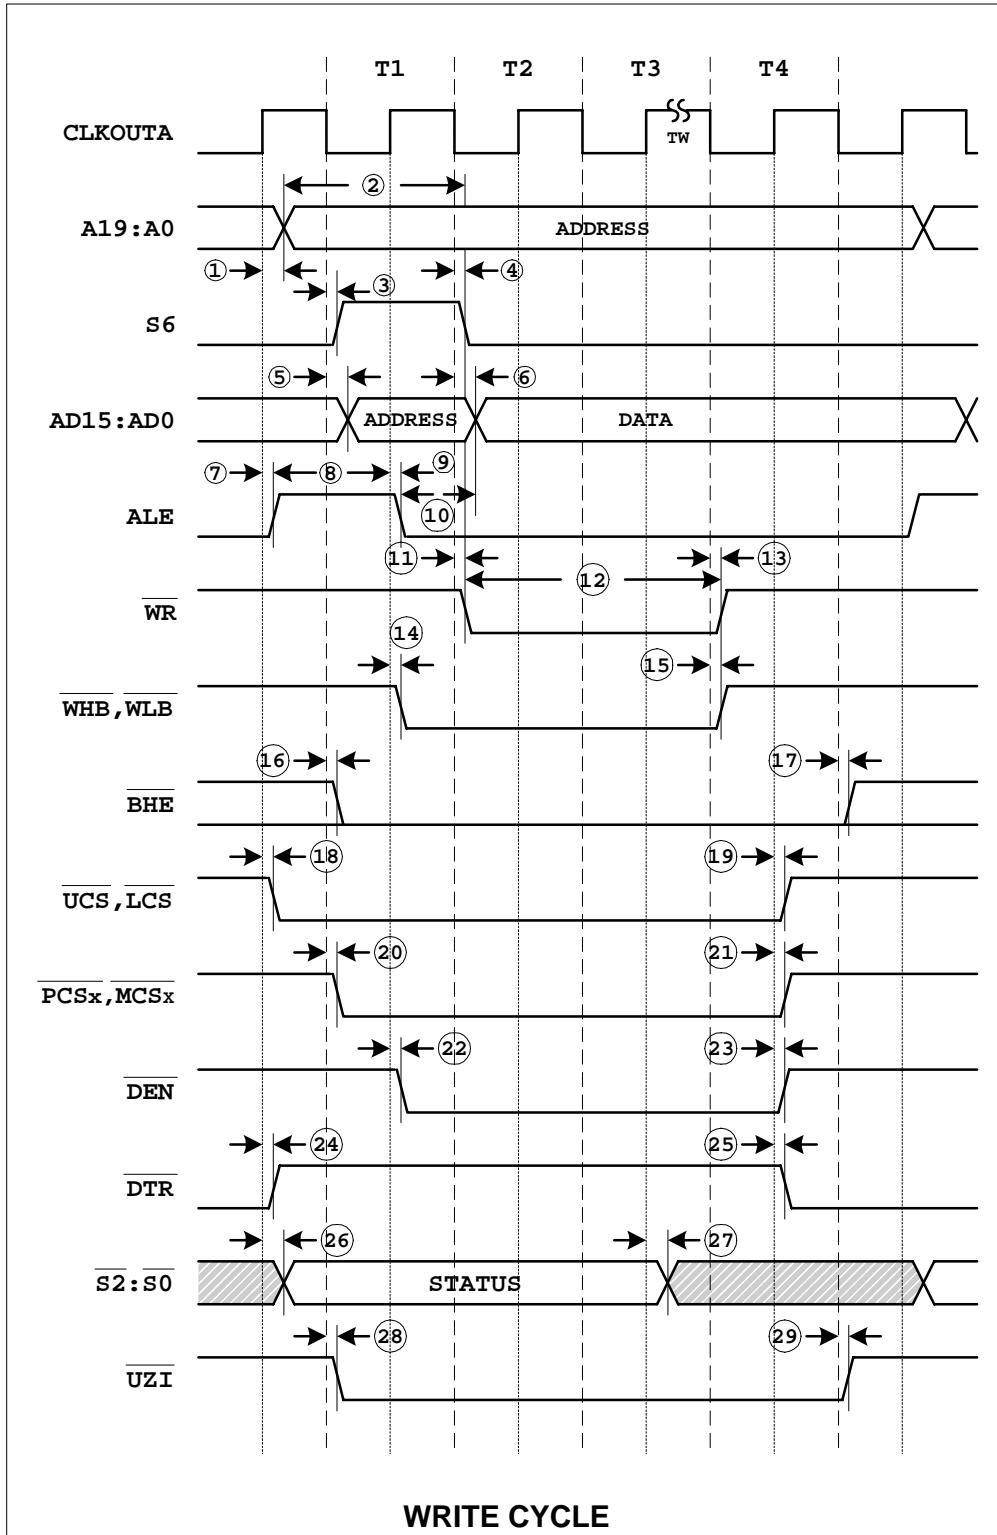 T1 T2 T3 T4
CLKOUTA
TW
2
A19:A0
ADDRESS
1 4
3
S6
5 6
AD15:AD0
ADDRESS
DATA
7 8 9
ALE
10
11 12 13
WR
14
15
WHB,WLB
16 17
BHE
18 19
UCS,LCS
20 21
PCSx,MCSx
22 23
DEN
24 25
DTR
26 27
S2:S0
STATUS
28 29
UZI
WRITE CYCLE